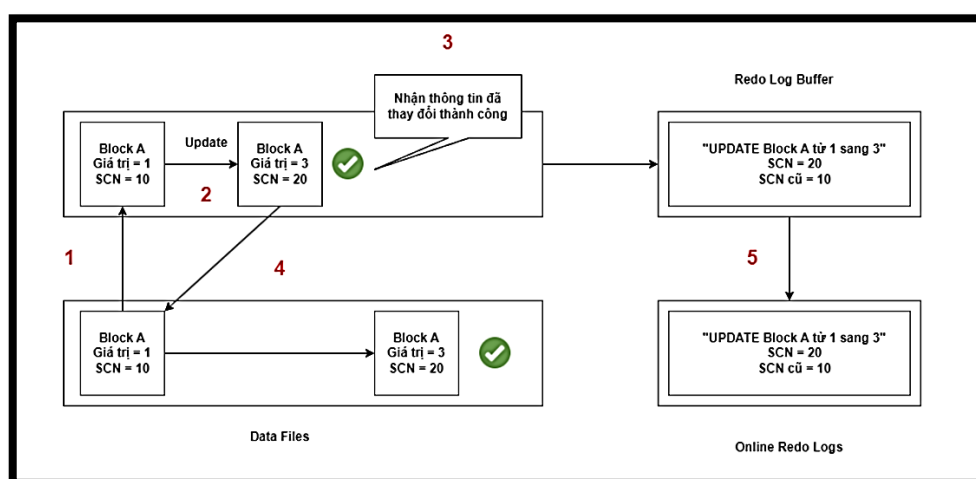 3
Redo Log Buffer
Nhận thông tin đã
thay đổi thành công
Block A
Giá trị = 1
SCN = 10
Update
2
Block A
Giá trị = 3
SCN = 20
"UPDATE Block A từ 1 sang 3"
SCN = 20
SCN cũ = 10
1
4
5
Block A
Giá trị = 1
SCN = 10
Block A
Giá trị = 3
SCN = 20
"UPDATE Block A từ 1 sang 3"
SCN = 20
SCN cũ = 10
Data Files
Online Redo Logs